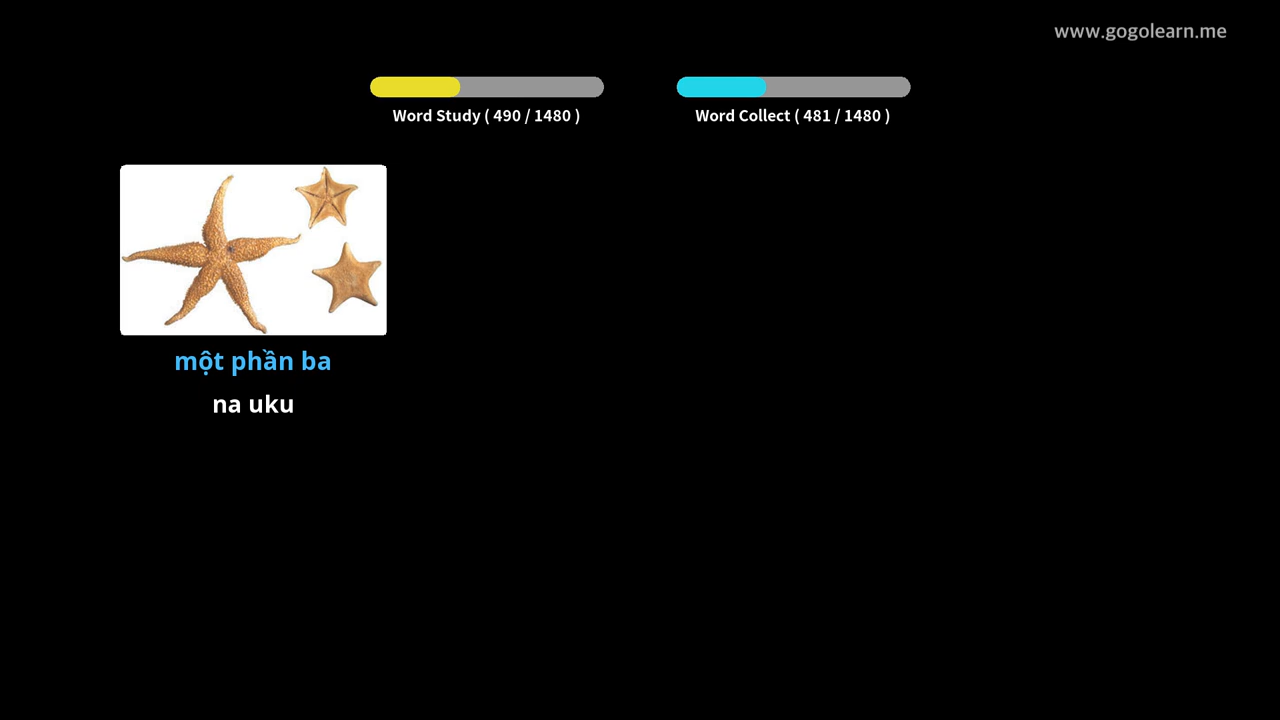 www.gogolearn.me
Word Study ( 490 / 1480 )
Word Collect ( 481 / 1480 )
một phần ba
na uku